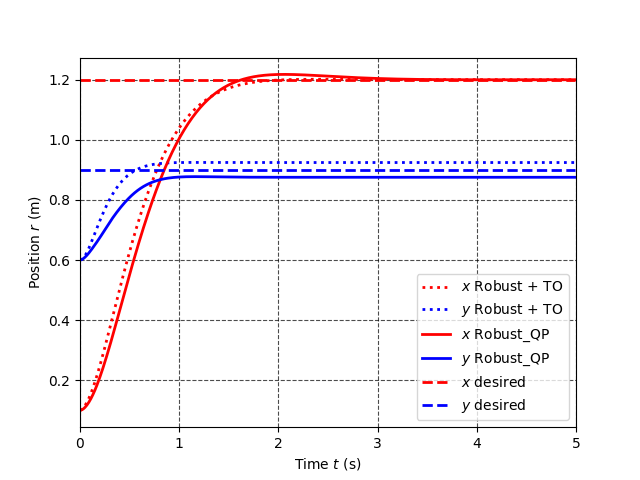 1.2
1.0
0.8
0.6
0.4
0.2
Position r (m)
x Robust + TO
y Robust + TO
x Robust_QP
y Robust_QP
x desired
y desired
0 1 2 3 4 5
Time t (s)